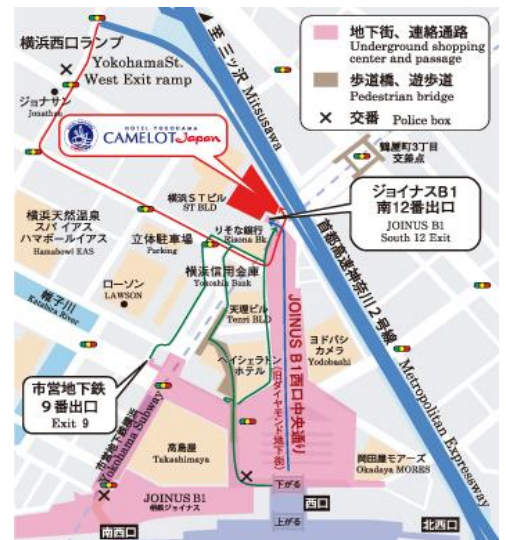 横浜西口ランプ
YokohamaSt.
West Exit ramp
ジョナサン
Jonathan
至 三ッ沢 Mitsusawa
地下街、連絡通路
Underground shopping
center and passage
歩道橋、遊歩道
Pedestrian bridge
交番 Police box
HOTEL YOKOHAMA
CAMELOT Japan
鶴屋町3丁目
交差点
横浜STビル
ST BLD
ジョイナスB1
南12番出口
JOINUS B1
South 12 Exit
横浜天然温泉
スパ イアス
ハマボールイアス
Hamabowl EAS
立体駐車場
Parking
りそな銀行
Risona Bk
首都高速神奈川2号線
Metropolitan Expressway
横浜信用金庫
Yokoshin Bank
ローソン
LAWSON
帷子川
Katabira River
天理ビル
Tenri BLD
JOINUS B1 西口中央通り
(旧ダイヤモンド地下街)
ヨドバシ
カメラ
Yodobashi
ベイシェラトン
ホテル
市営地下鉄
9番出口
Exit 9
市営地下鉄横浜
Yokohama Subway
高島屋
Takashimaya
岡田屋モアーズ
Okadaya MORES
JOINUS B1
相鉄ジョイナス
下がる
西口
上がる
南西口
北西口